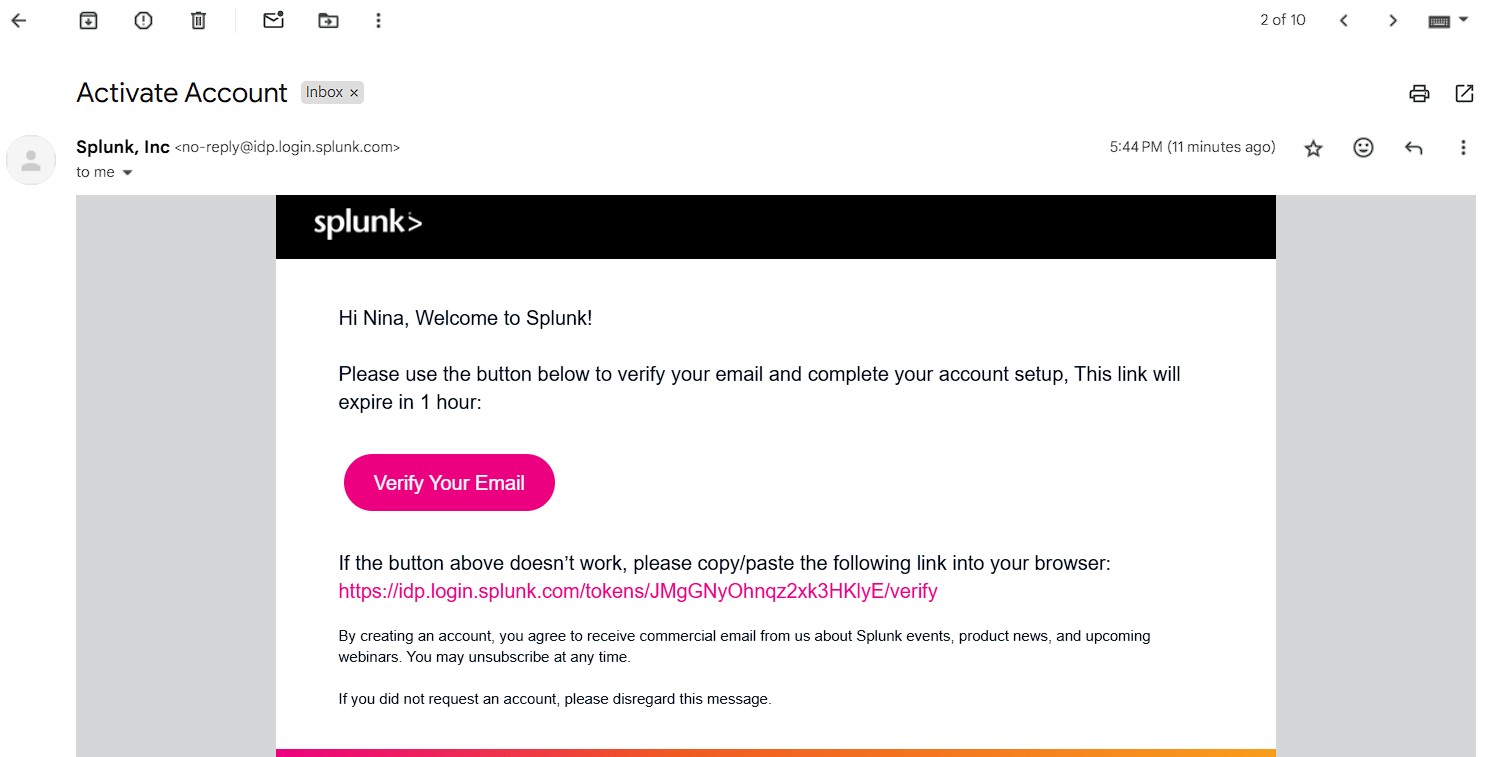 2 of 10
Activate Account Inbox ×
Splunk, Inc <no-reply@idp.login.splunk.com> 5:44 PM (11 minutes ago)
to me
splunk>
Hi Nina, Welcome to Splunk!
Please use the button below to verify your email and complete your account setup, This link will
expire in 1 hour:
Verify Your Email
If the button above doesn’t work, please copy/paste the following link into your browser:
https://idp.login.splunk.com/tokens/JMgGNyOhnqz2xk3HKlyE/verify
By creating an account, you agree to receive commercial email from us about Splunk events, product news, and upcoming
webinars. You may unsubscribe at any time.
If you did not request an account, please disregard this message.